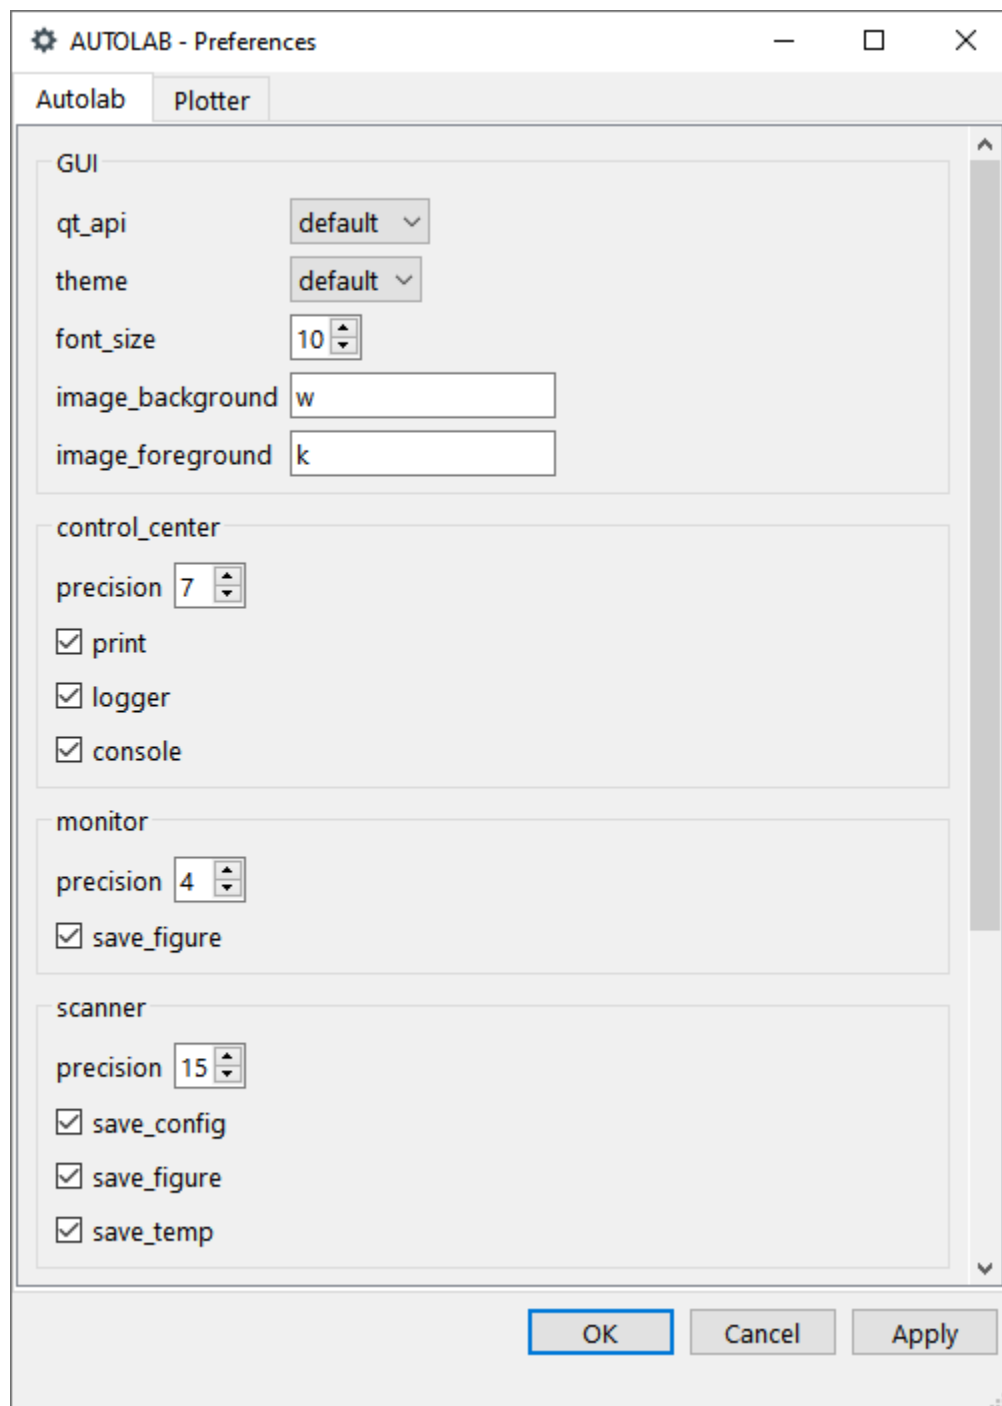 AUTOLAB - Preferences
Autolab Plotter
GUI
qt_api default
theme default
font_size 10
image_background w
image_foreground k
control_center
precision 7
print
logger
console
monitor
precision 4
save_figure
scanner
precision 15
save_config
save_figure
save_temp
OK Cancel Apply